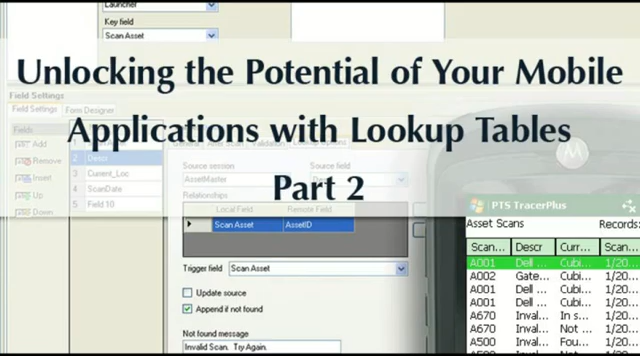 Launcher
Key field
Scan Asset
Unlocking the Potential of Your Mobile
Applications with Lookup Tables
Part 2
Field Settings
Field Settings Form Designer
Fields
Add
Remove
Insert
Up
Down
2 Descr
3 Current_Loc
4 ScanDate
5 Field 10
Validation Lookup Options
Source session
Source field
AssetMaster
Descr
Relationships
Local Field Remote Field
Scan Asset AssetID
Trigger field Scan Asset
Update source
Append if not found
Not found message
Invalid Scan. Try Again.
PTS TracerPlus
Asset Scans Records:
Scan... Descr Curr... Scan...
A001 Dell ... Cubi... 1/20...
A002 Gate... Cubi... 1/20...
A001 Dell ... Cubi... 1/20...
A001 Dell ... Cubi... 1/20...
A670 Inval... In s... 1/20...
A670 Inval... Not ... 1/20...
A500 Inval... Fou... 1/20...